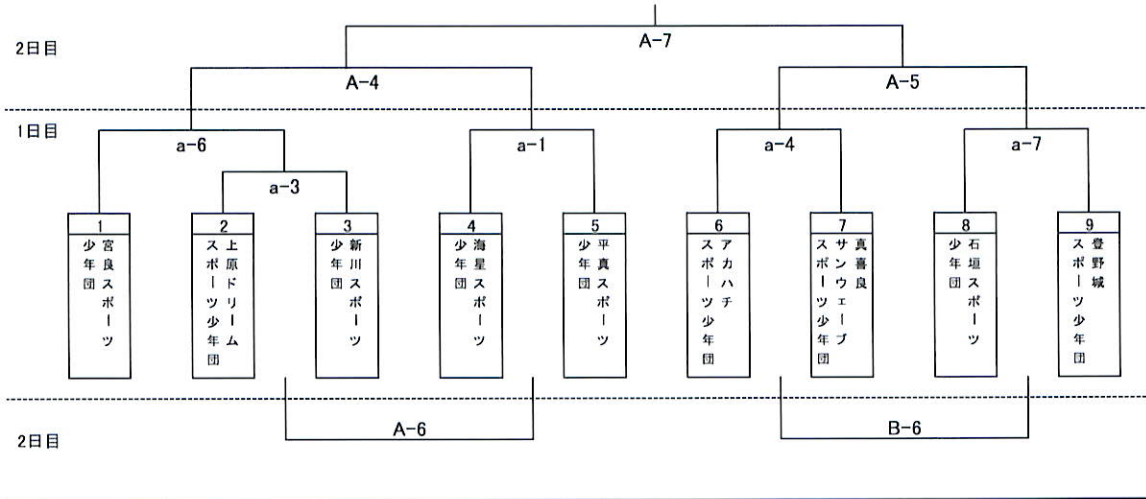 A-7
2日目
A-4
A-5
1日目
a-6
a-1
a-4
a-7
a-3
1
2
3
4
5
6
7
8
9
宮良スポーツ
少年団
上原ドリーム
スポーツ少年団
新川スポーツ
少年団
海星スポーツ
少年団
平真スポーツ
少年団
アカハチ
スポーツ少年団
真喜良
サンウェーブ
スポーツ少年団
石垣スポーツ
少年団
登野城
スポーツ少年団
A-6
B-6
2日目